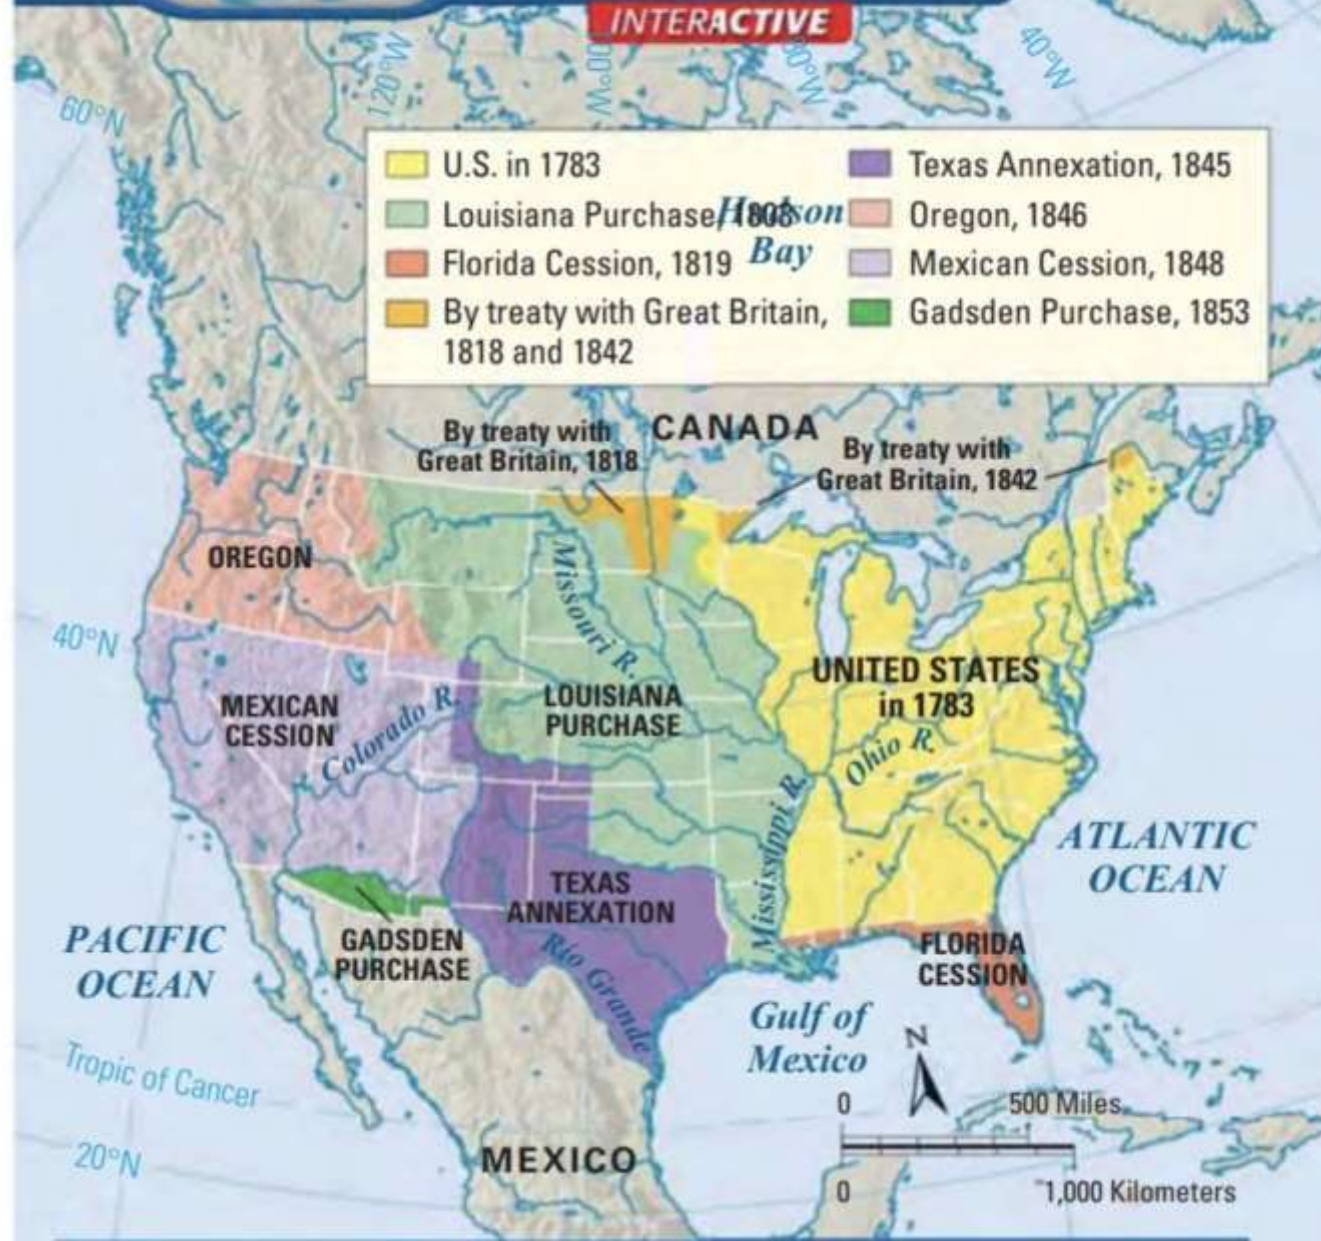 INTERACTIVE
120°W
100°W
80°W
40°W
60°N
U.S. in 1783
Louisiana Purchase, 1803
Florida Cession, 1819
By treaty with Great Britain,
1818 and 1842
Texas Annexation, 1845
Oregon, 1846
Mexican Cession, 1848
Gadsden Purchase, 1853
Hudson
Bay
CANADA
By treaty with
Great Britain, 1818
By treaty with
Great Britain, 1842
OREGON
Missouri R.
40°N
UNITED STATES
in 1783
MEXICAN
CESSION
Colorado R.
LOUISIANA
PURCHASE
Ohio R.
Mississippi R.
ATLANTIC
OCEAN
TEXAS
ANNEXATION
PACIFIC
OCEAN
GADSDEN
PURCHASE
Rio Grande
FLORIDA
CESSION
Gulf of
Mexico
N
Tropic of Cancer
0 500 Miles
20°N
MEXICO
0 1,000 Kilometers